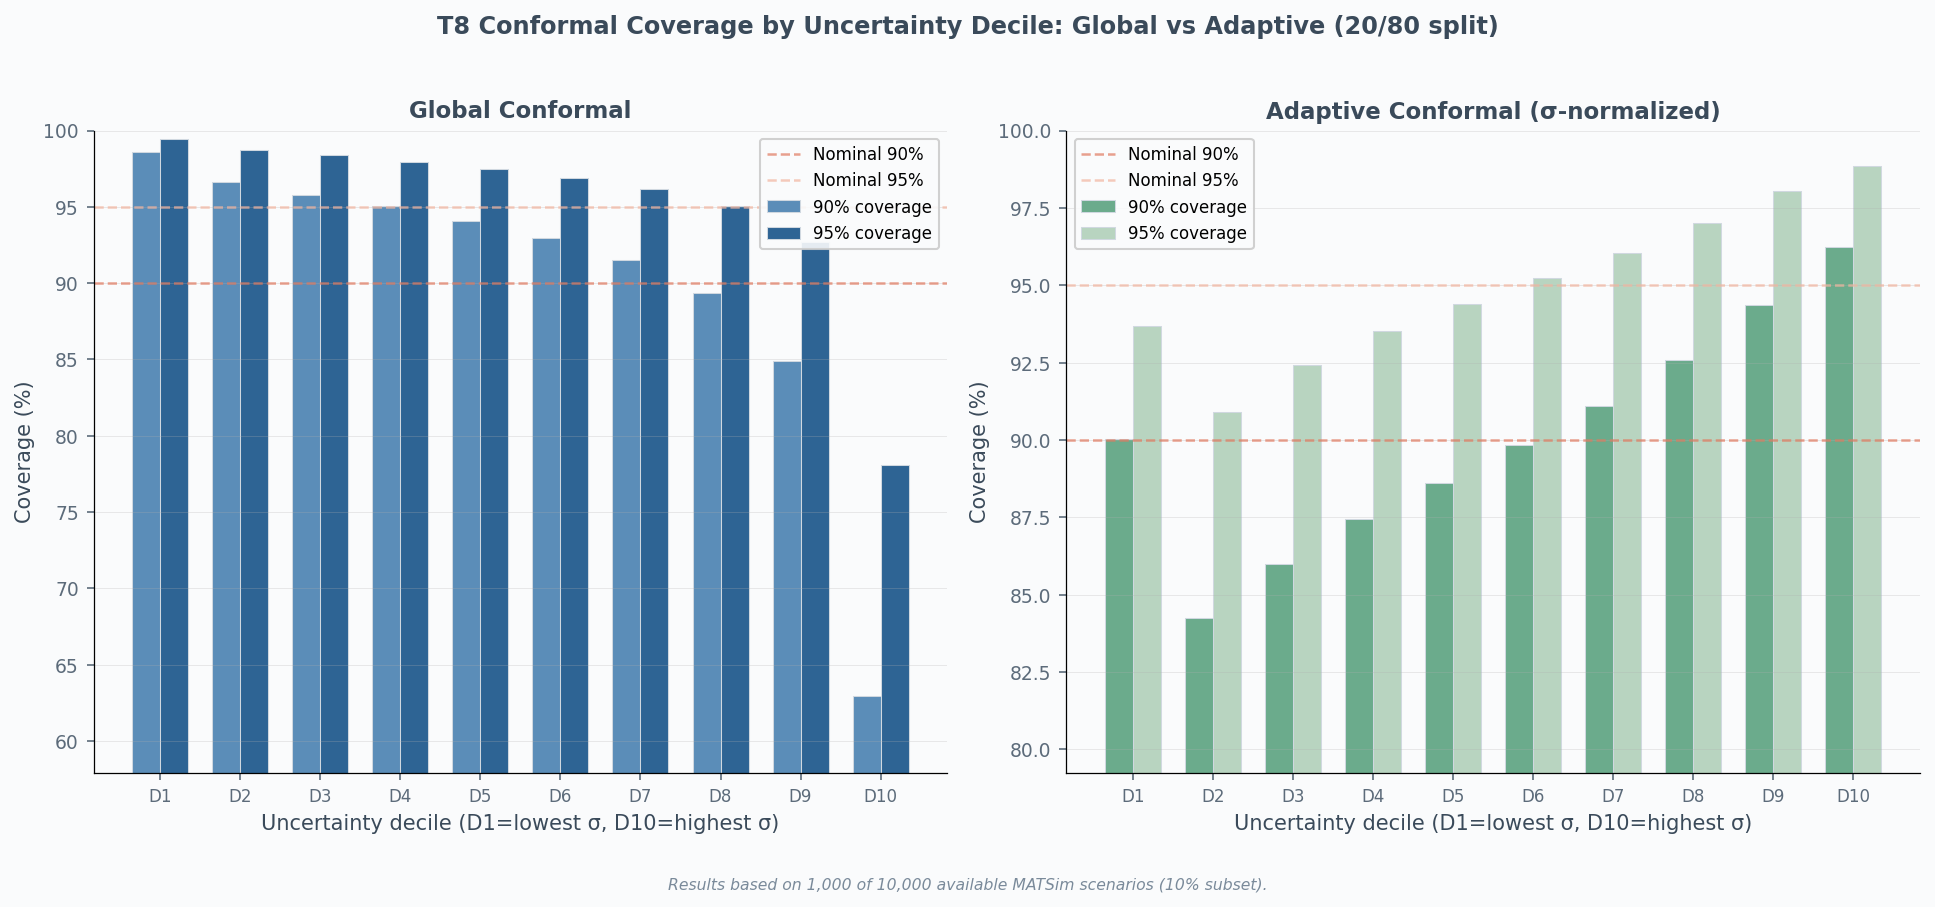 T8 Conformal Coverage by Uncertainty Decile: Global vs Adaptive (20/80 split)
Global Conformal
100
95
90
85
80
75
70
65
60
Coverage (%)
Nominal 90%
Nominal 95%
90% coverage
95% coverage
D1 D2 D3 D4 D5 D6 D7 D8 D9 D10
Uncertainty decile (D1=lowest σ, D10=highest σ)
Adaptive Conformal (σ-normalized)
100.0
97.5
95.0
92.5
90.0
87.5
85.0
82.5
80.0
Coverage (%)
Nominal 90%
Nominal 95%
90% coverage
95% coverage
D1 D2 D3 D4 D5 D6 D7 D8 D9 D10
Uncertainty decile (D1=lowest σ, D10=highest σ)
Results based on 1,000 of 10,000 available MATSim scenarios (10% subset).